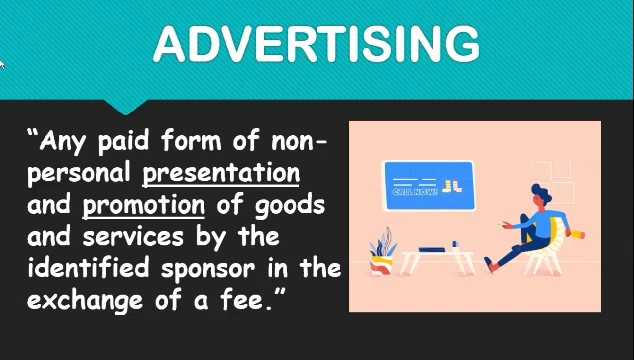 ADVERTISING
“Any paid form of non-
personal presentation
and promotion of goods
and services by the
identified sponsor in the
exchange of a fee.”
CALL NOW!